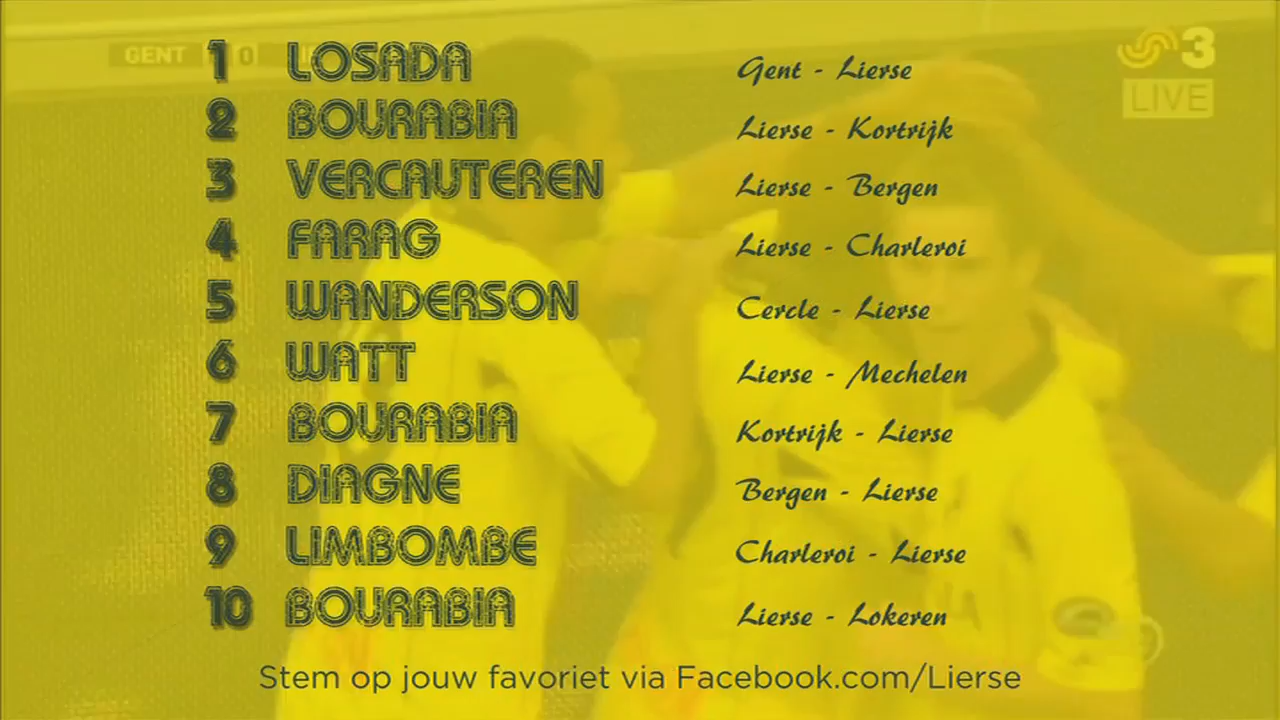 GENT 0
3
LIVE
1 LOSADA Gent - Lierse
2 BOURABIA Lierse - Kortrijk
3 VERCAUTEREN Lierse - Bergen
4 FARAG Lierse - Charleroi
5 WANDERSON Cercle - Lierse
6 WATT Lierse - Mechelen
7 BOURABIA Kortrijk - Lierse
8 DIAGNE Bergen - Lierse
9 LIMBOMBE Charleroi - Lierse
10 BOURABIA Lierse - Lokeren
Stem op jouw favoriet via Facebook.com/Lierse